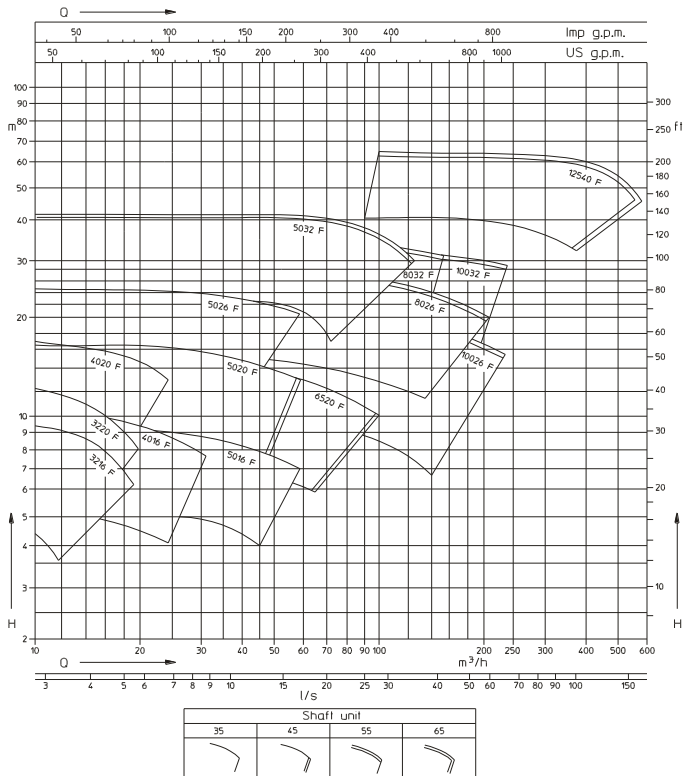 Q
50 100 150 200 300 400 600 800 Imp g.p.m.
50 100 150 200 300 400 800 1000 US g.p.m.
m
100
90
80
70
60
50
40
30
20
10
9
8
7
6
5
4
3
2
H
ft
300
250
200
180
160
140
120
100
80
60
50
40
30
20
10
H
12540 F
5032 F
8032 F
10032 F
5026 F
8026 F
4020 F
5020 F
10026 F
6520 F
3220 F
4016 F
5016 F
3216 F
10 20 30 40 50 60 70 80 90 100 200 250 300 400 500 600
Q
m³/h
3 4 5 6 7 8 9 10 15 20 25 30 40 50 60 70 80 90 100 150
l/s
Shaft unit
35 45 55 65